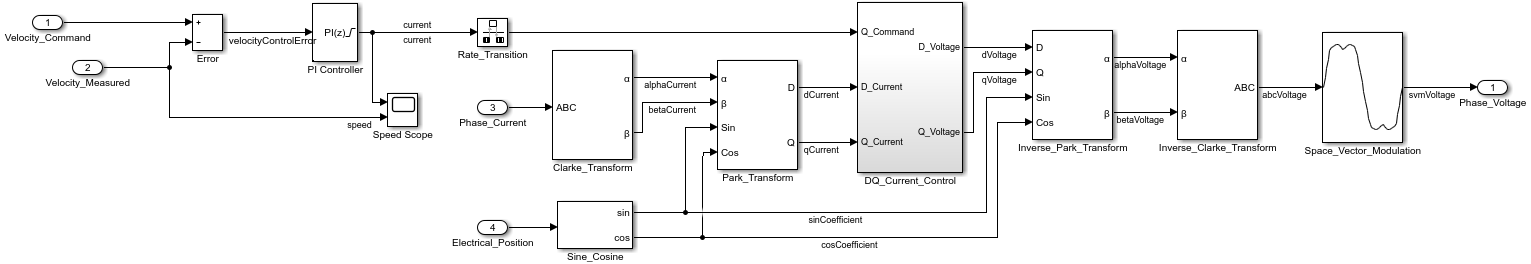 1
Velocity_Command
+
−
Error
velocityControlError
PI(z)
PI Controller
current
current
Rate_Transition
2
Velocity_Measured
speed
Speed Scope
3
Phase_Current
ABC
α
β
Clarke_Transform
alphaCurrent
betaCurrent
α
β
Sin
Cos
D
Q
Park_Transform
dCurrent
qCurrent
Q_Command
D_Current
Q_Current
D_Voltage
Q_Voltage
DQ_Current_Control
dVoltage
qVoltage
D
Q
Sin
Cos
α
β
Inverse_Park_Transform
alphaVoltage
betaVoltage
α
β
ABC
Inverse_Clarke_Transform
abcVoltage
Space_Vector_Modulation
svmVoltage
1
Phase_Voltage
4
Electrical_Position
sin
cos
Sine_Cosine
sinCoefficient
cosCoefficient